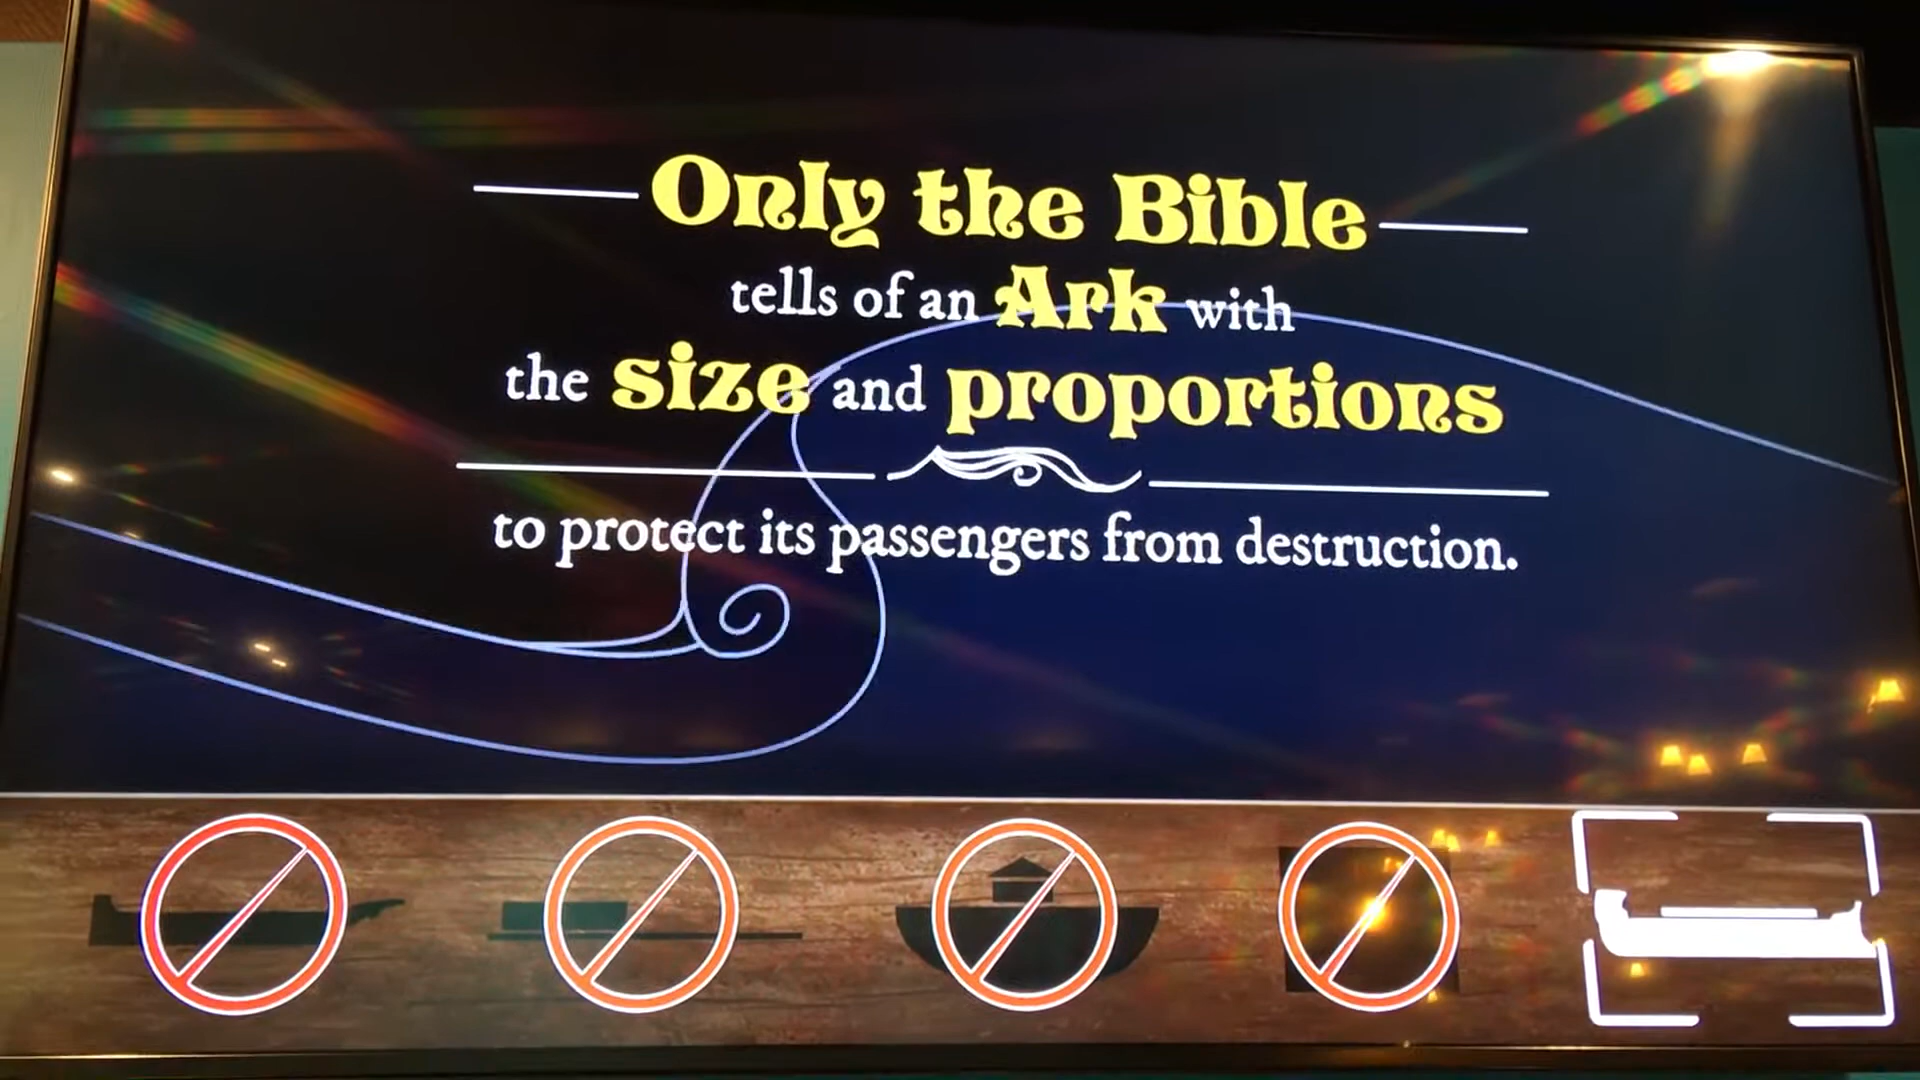 Only the Bible
tells of an Ark with
the size and proportions
to protect its passengers from destruction.